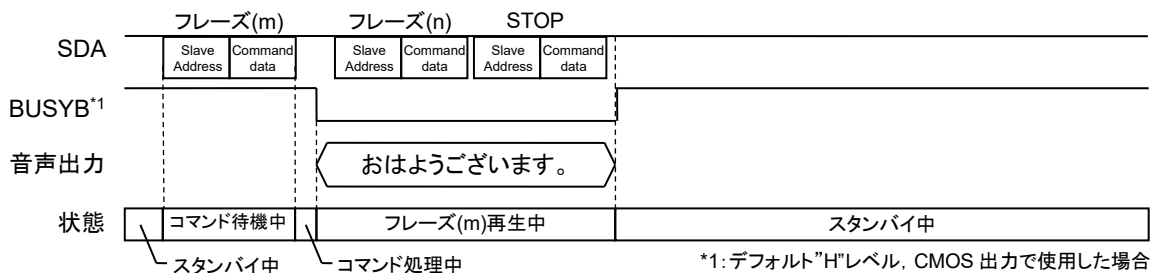 フレーズ(m) フレーズ(n) STOP
SDA Slave Address Command data Slave Address Command data Slave Address Command data
BUSYB*1
音声出力 おはようございます。
状態 コマンド待機中 フレーズ(m)再生中 スタンバイ中
スタンバイ中 コマンド処理中 *1:デフォルト”H”レベル, CMOS 出力で使用した場合